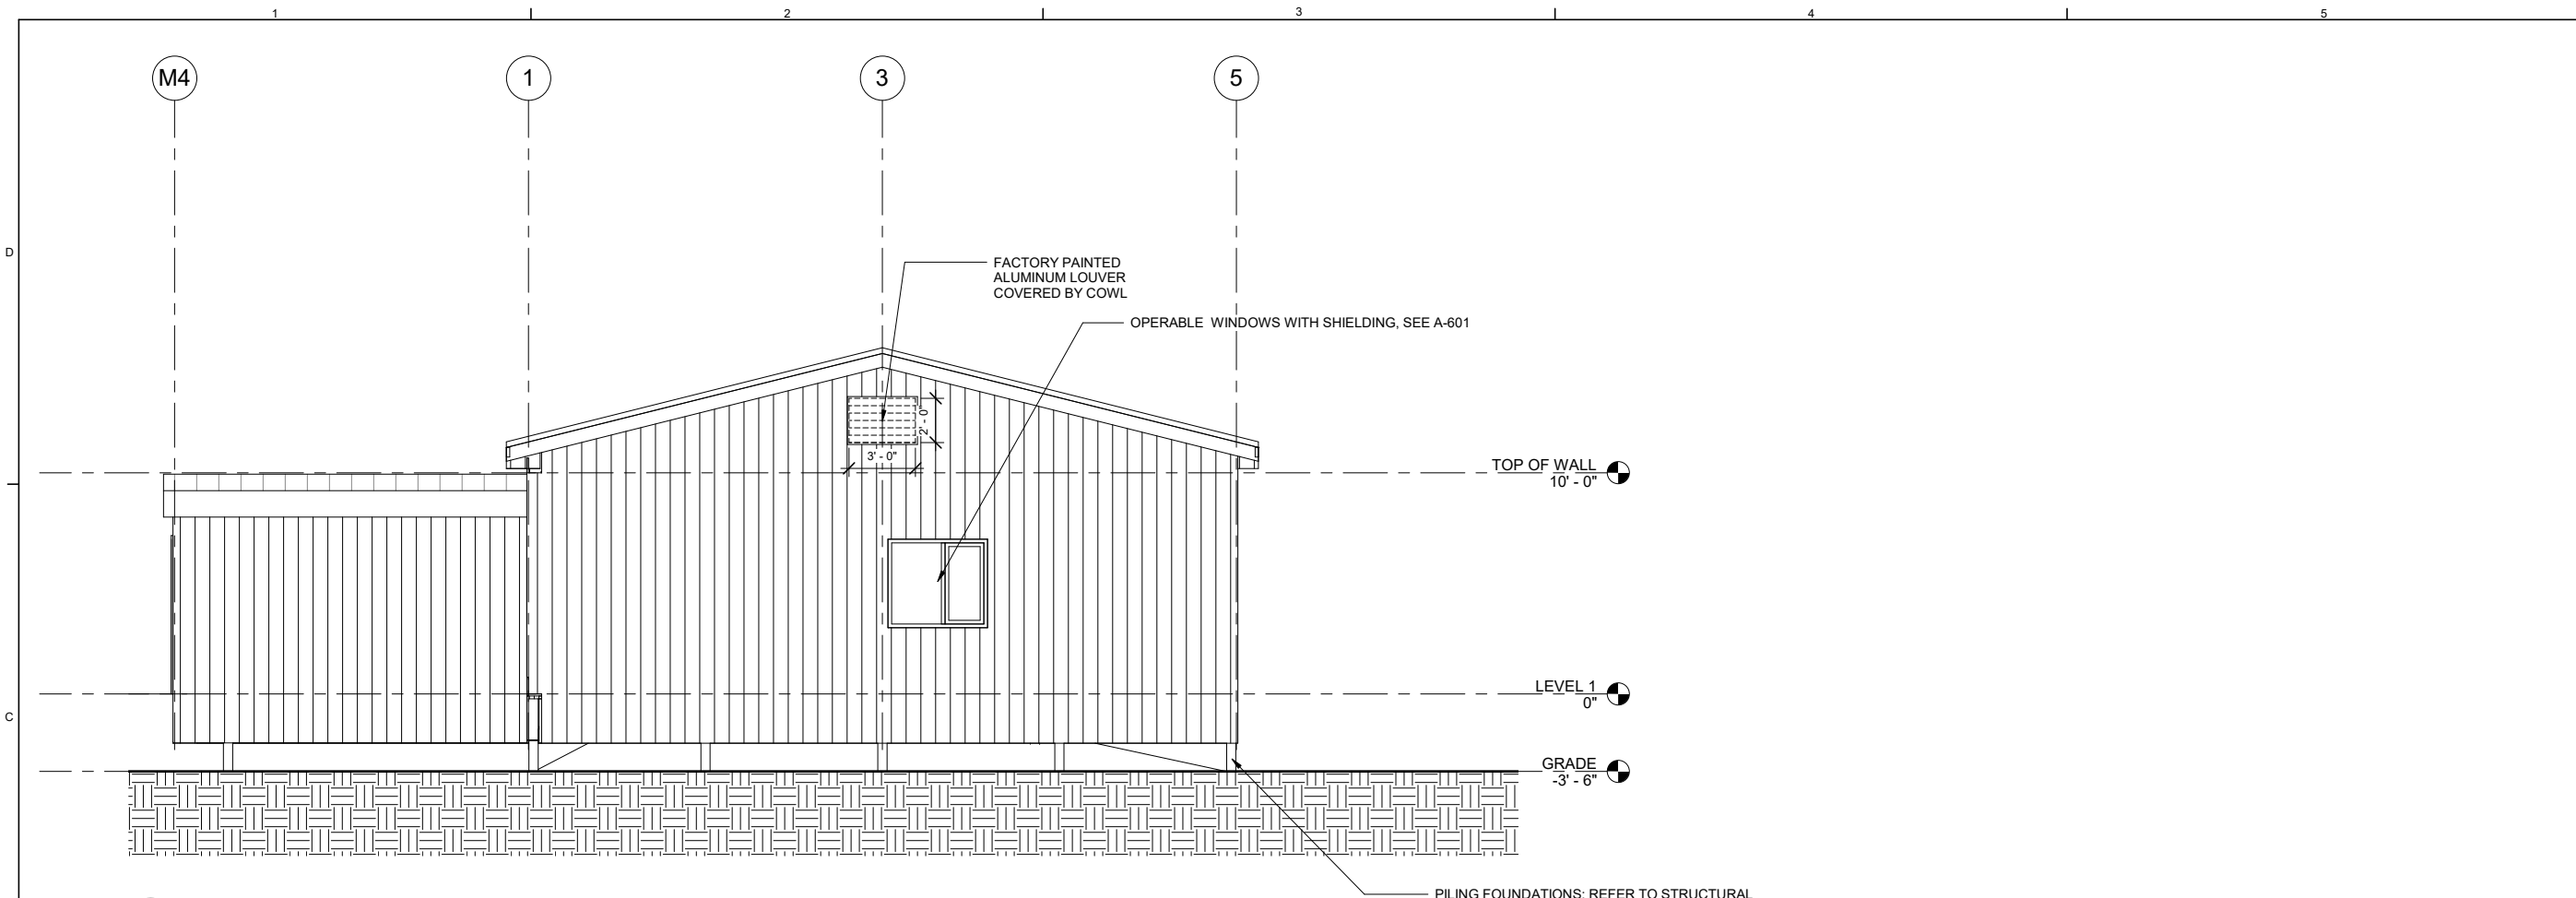 1
2
3
4
5
M4
1
3
5
D
FACTORY PAINTED
ALUMINUM LOUVER
COVERED BY COWL
OPERABLE WINDOWS WITH SHIELDING, SEE A-601
2' - 0"
3' - 0"
TOP OF WALL
10' - 0"
LEVEL 1
0"
C
GRADE
-3' - 6"
PILING FOUNDATIONS; REFER TO STRUCTURAL